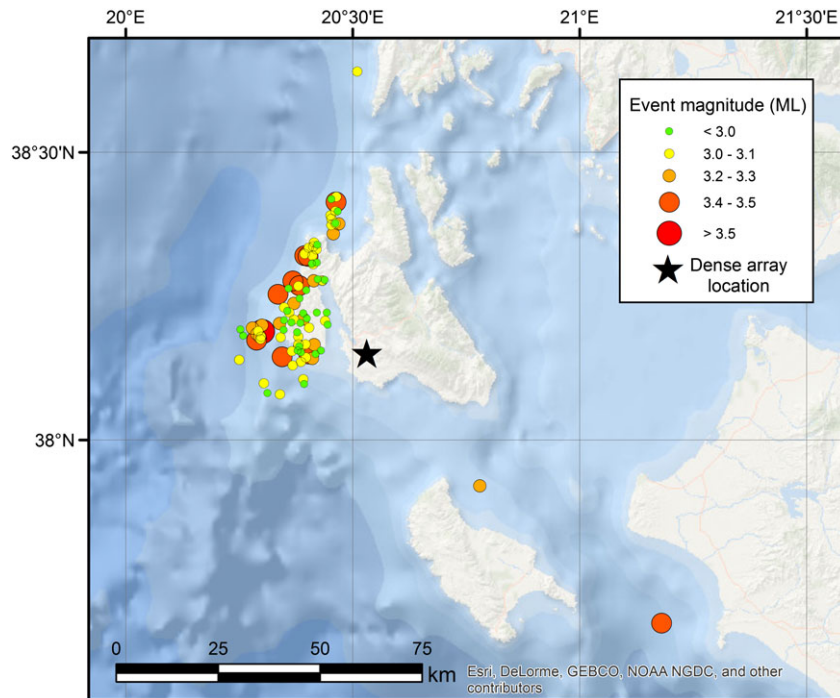 20°E 20°30'E 21°E 21°30'E
38°30'N
38°N
Event magnitude (ML)
< 3.0
3.0 - 3.1
3.2 - 3.3
3.4 - 3.5
> 3.5
Dense array
location
0 25 50 75
km
Esri, DeLorme, GEBCO, NOAA NGDC, and other
contributors